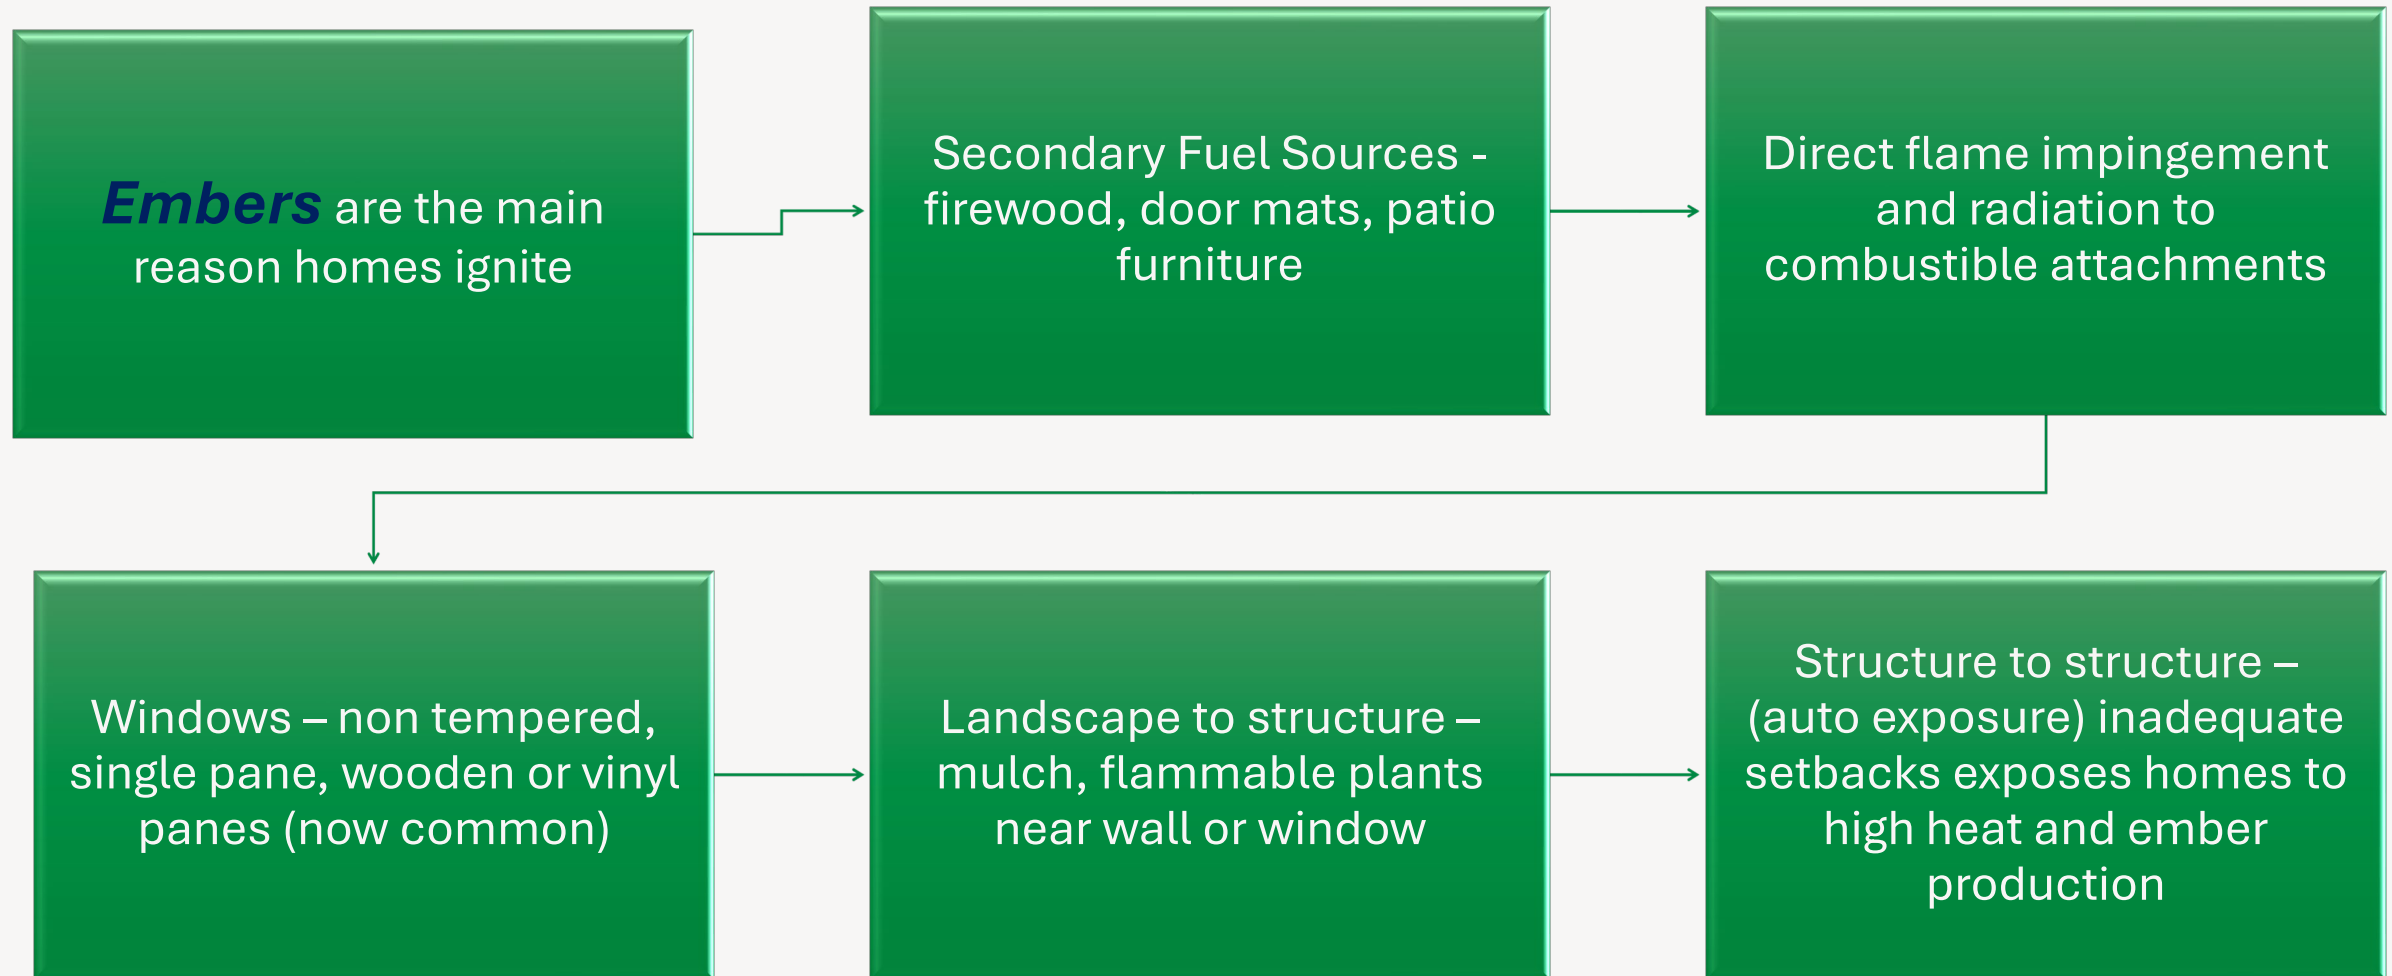 Embers are the main
reason homes ignite
Secondary Fuel Sources -
firewood, door mats, patio
furniture
Direct flame impingement
and radiation to
combustible attachments
Windows – non tempered,
single pane, wooden or vinyl
panes (now common)
Landscape to structure –
mulch, flammable plants
near wall or window
Structure to structure –
(auto exposure) inadequate
setbacks exposes homes to
high heat and ember
production